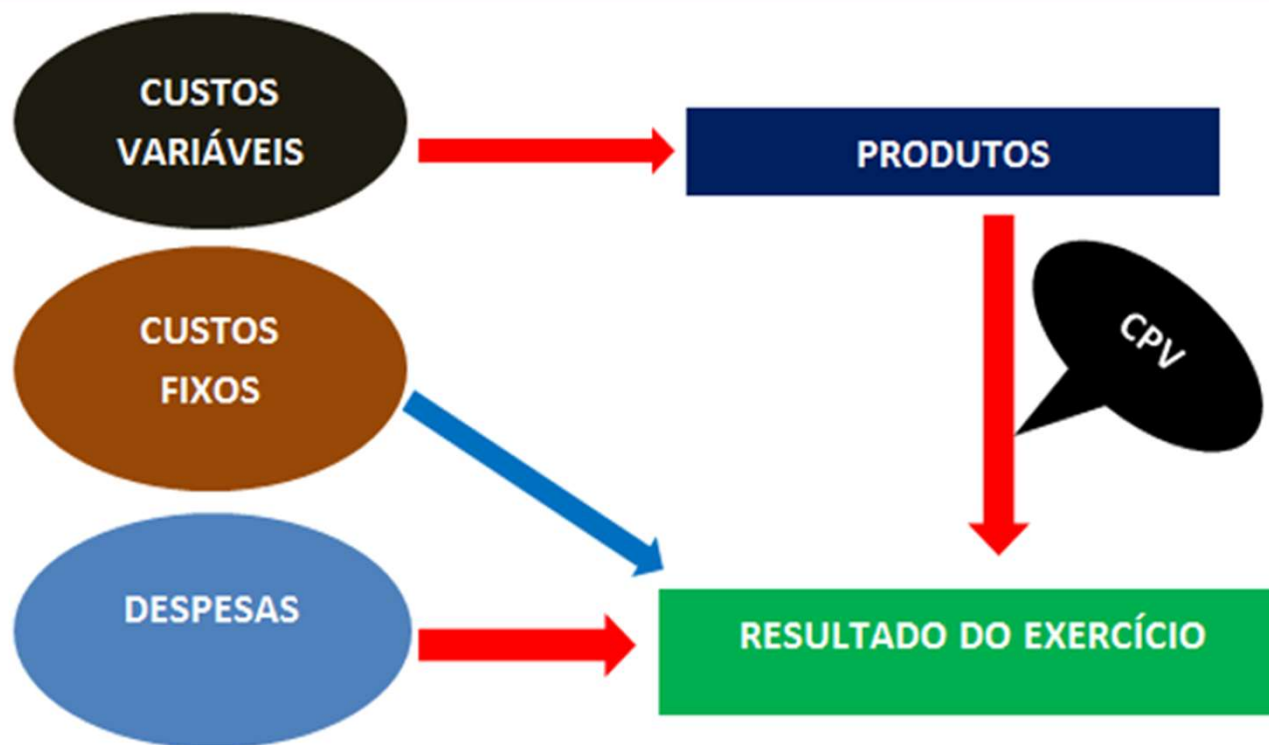 CUSTOS
VARIÁVEIS
PRODUTOS
CUSTOS
FIXOS
CPV
DESPESAS
RESULTADO DO EXERCÍCIO